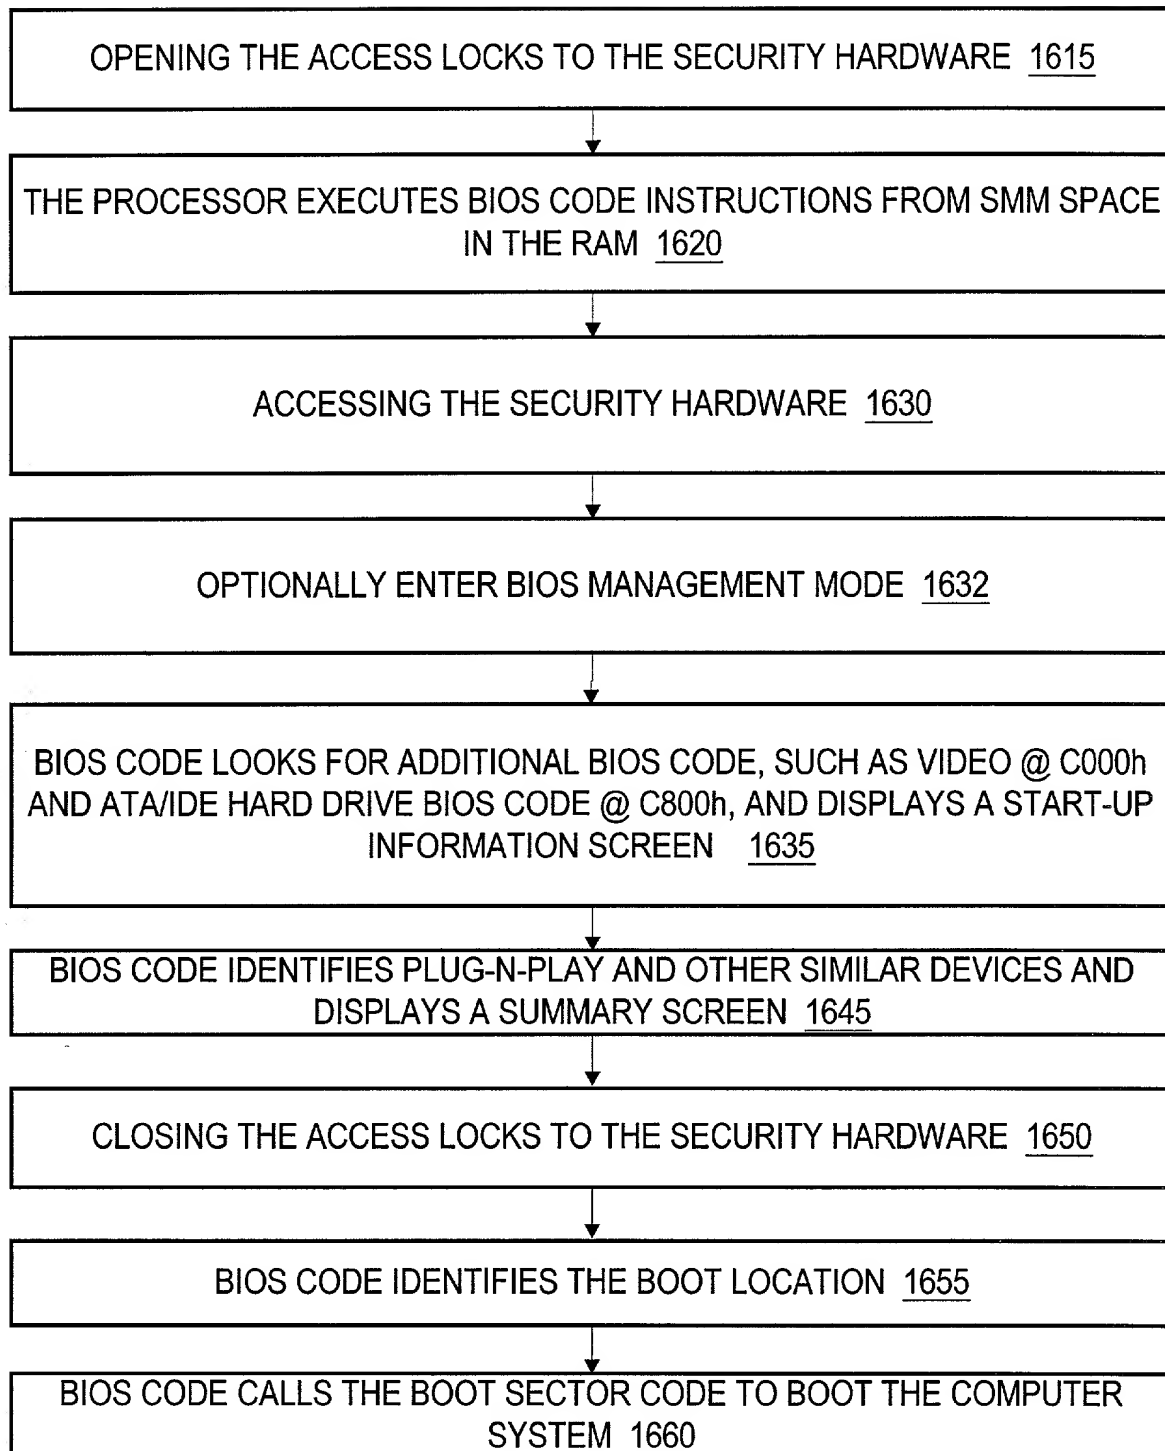 OPENING THE ACCESS LOCKS TO THE SECURITY HARDWARE 1615
THE PROCESSOR EXECUTES BIOS CODE INSTRUCTIONS FROM SMM SPACE
IN THE RAM 1620
ACCESSING THE SECURITY HARDWARE 1630
OPTIONALLY ENTER BIOS MANAGEMENT MODE 1632
BIOS CODE LOOKS FOR ADDITIONAL BIOS CODE, SUCH AS VIDEO @ C000h
AND ATA/IDE HARD DRIVE BIOS CODE @ C800h, AND DISPLAYS A START-UP
INFORMATION SCREEN 1635
BIOS CODE IDENTIFIES PLUG-N-PLAY AND OTHER SIMILAR DEVICES AND
DISPLAYS A SUMMARY SCREEN 1645
CLOSING THE ACCESS LOCKS TO THE SECURITY HARDWARE 1650
BIOS CODE IDENTIFIES THE BOOT LOCATION 1655
BIOS CODE CALLS THE BOOT SECTOR CODE TO BOOT THE COMPUTER
SYSTEM 1660